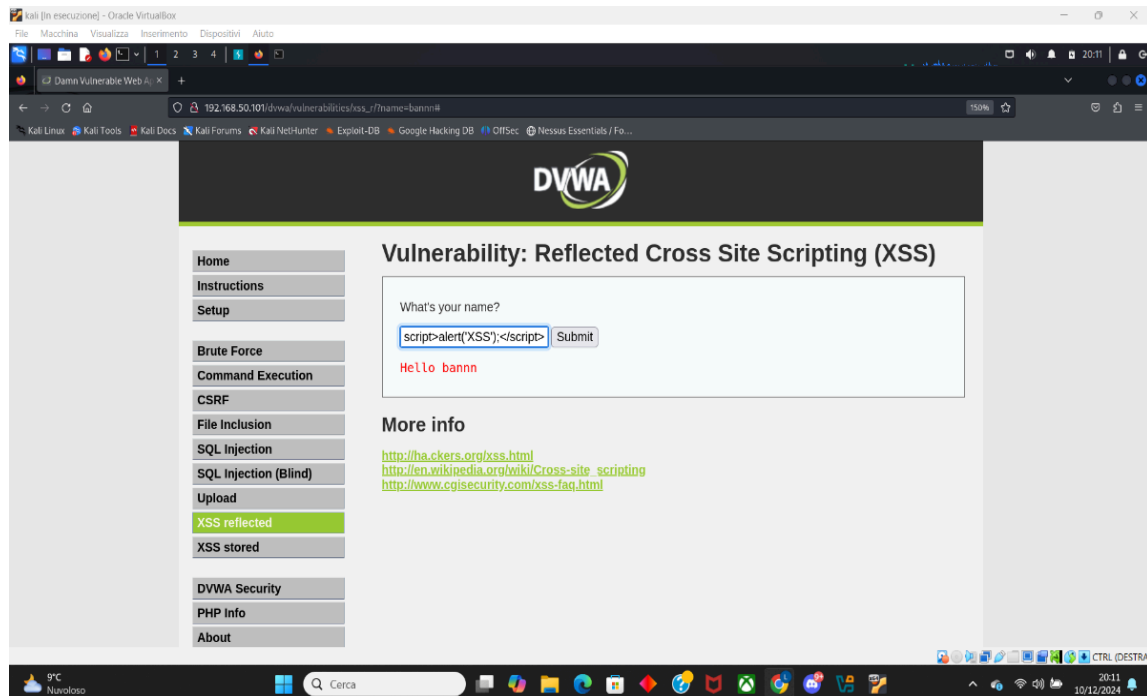 kali [in esecuzione] - Oracle VirtualBox
File Macchina Visualizza Inserimento Dispositivi Aiuto
1 2 3 4 20:11
Damn Vulnerable Web A
192.168.50.101/dvwa/vulnerabilities/xss_r/?name=bannn# 150%
Kali Linux Kali Tools Kali Docs Kali Forums Kali NetHunter Exploit-DB Google Hacking DB OffSec Nessus Essentials / Fo...
DVWA
Vulnerability: Reflected Cross Site Scripting (XSS)
What's your name?
script>alert('XSS');</script> Submit
Hello bannn
More info
http://ha.ckers.org/xss.html
http://en.wikipedia.org/wiki/Cross-site_scripting
http://www.cgisecurity.com/xss-faq.html
Home
Instructions
Setup
Brute Force
Command Execution
CSRF
File Inclusion
SQL Injection
SQL Injection (Blind)
Upload
XSS reflected
XSS stored
DVWA Security
PHP Info
About
CTRL (DESTRA
9°C
Nuvoloso
Cerca
20:11
10/12/2024